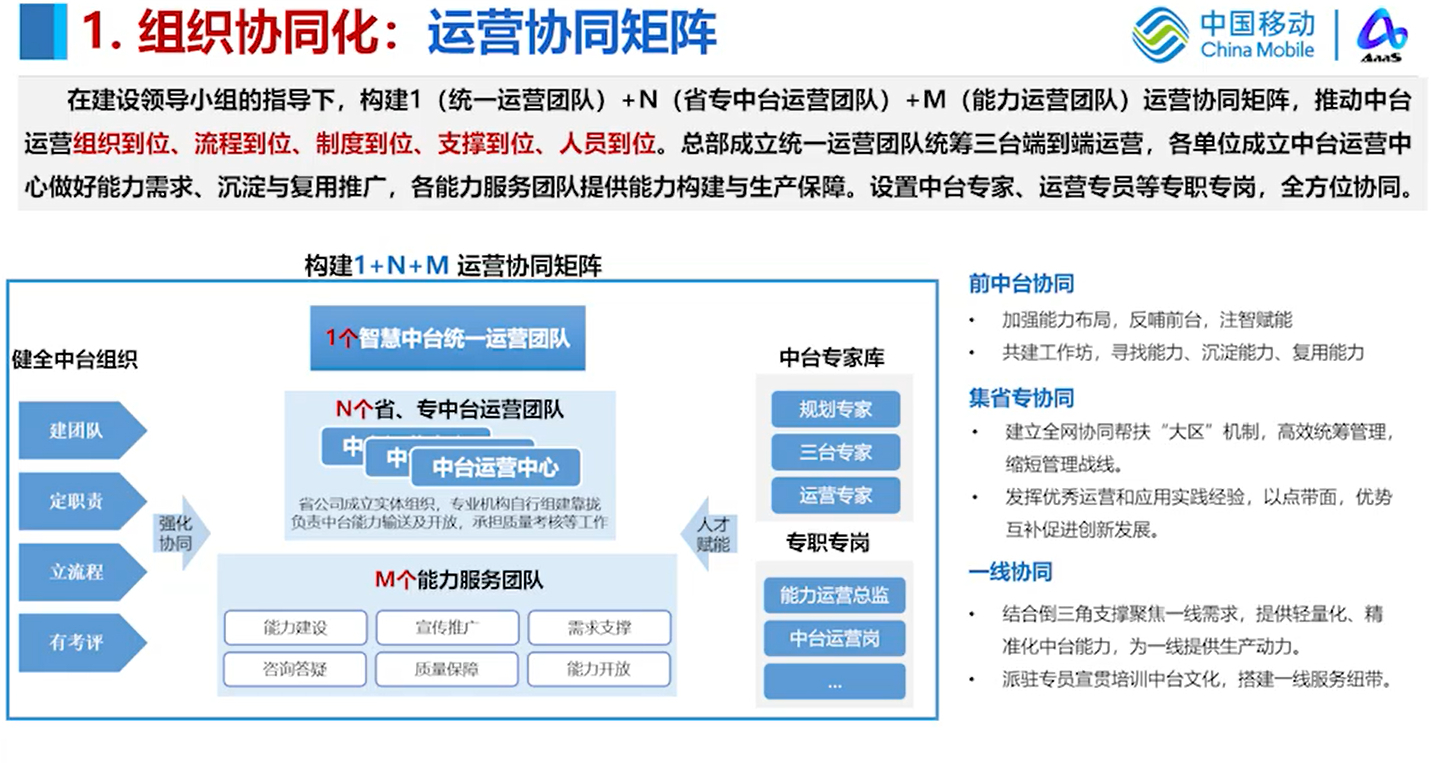 1. 组织协同化：运营协同矩阵
中国移动
China Mobile
AaaS
在建设领导小组的指导下，构建1（统一运营团队）+N（省专中台运营团队）+M（能力运营团队）运营协同矩阵，推动中台
运营组织到位、流程到位、制度到位、支撑到位、人员到位。总部成立统一运营团队统筹三台端到端运营，各单位成立中台运营中
心做好能力需求、沉淀与复用推广，各能力服务团队提供能力构建与生产保障。设置中台专家、运营专员等专职专岗，全方位协同。
构建1+N+M 运营协同矩阵
健全中台组织
建团队
定职责
立流程
有考评
强化
协同
1个智慧中台统一运营团队
N个省、专中台运营团队
中
中
中台运营中心
省公司成立实体组织，专业机构自行组建靠拢
负责中台能力输送及开放，承担质量考核等工作
M个能力服务团队
能力建设
宣传推广
需求支撑
咨询答疑
质量保障
能力开放
人才
赋能
中台专家库
规划专家
三台专家
运营专家
专职专岗
能力运营总监
中台运营岗
...
前中台协同
• 加强能力布局，反哺前台，注智赋能
• 共建工作坊，寻找能力、沉淀能力、复用能力
集省专协同
• 建立全网协同帮扶“大区”机制，高效统筹管理，
缩短管理战线。
• 发挥优秀运营和应用实践经验，以点带面，优势
互补促进创新发展。
一线协同
• 结合倒三角支撑聚焦一线需求，提供轻量化、精
准化中台能力，为一线提供生产动力。
• 派驻专员宣贯培训中台文化，搭建一线服务纽带。